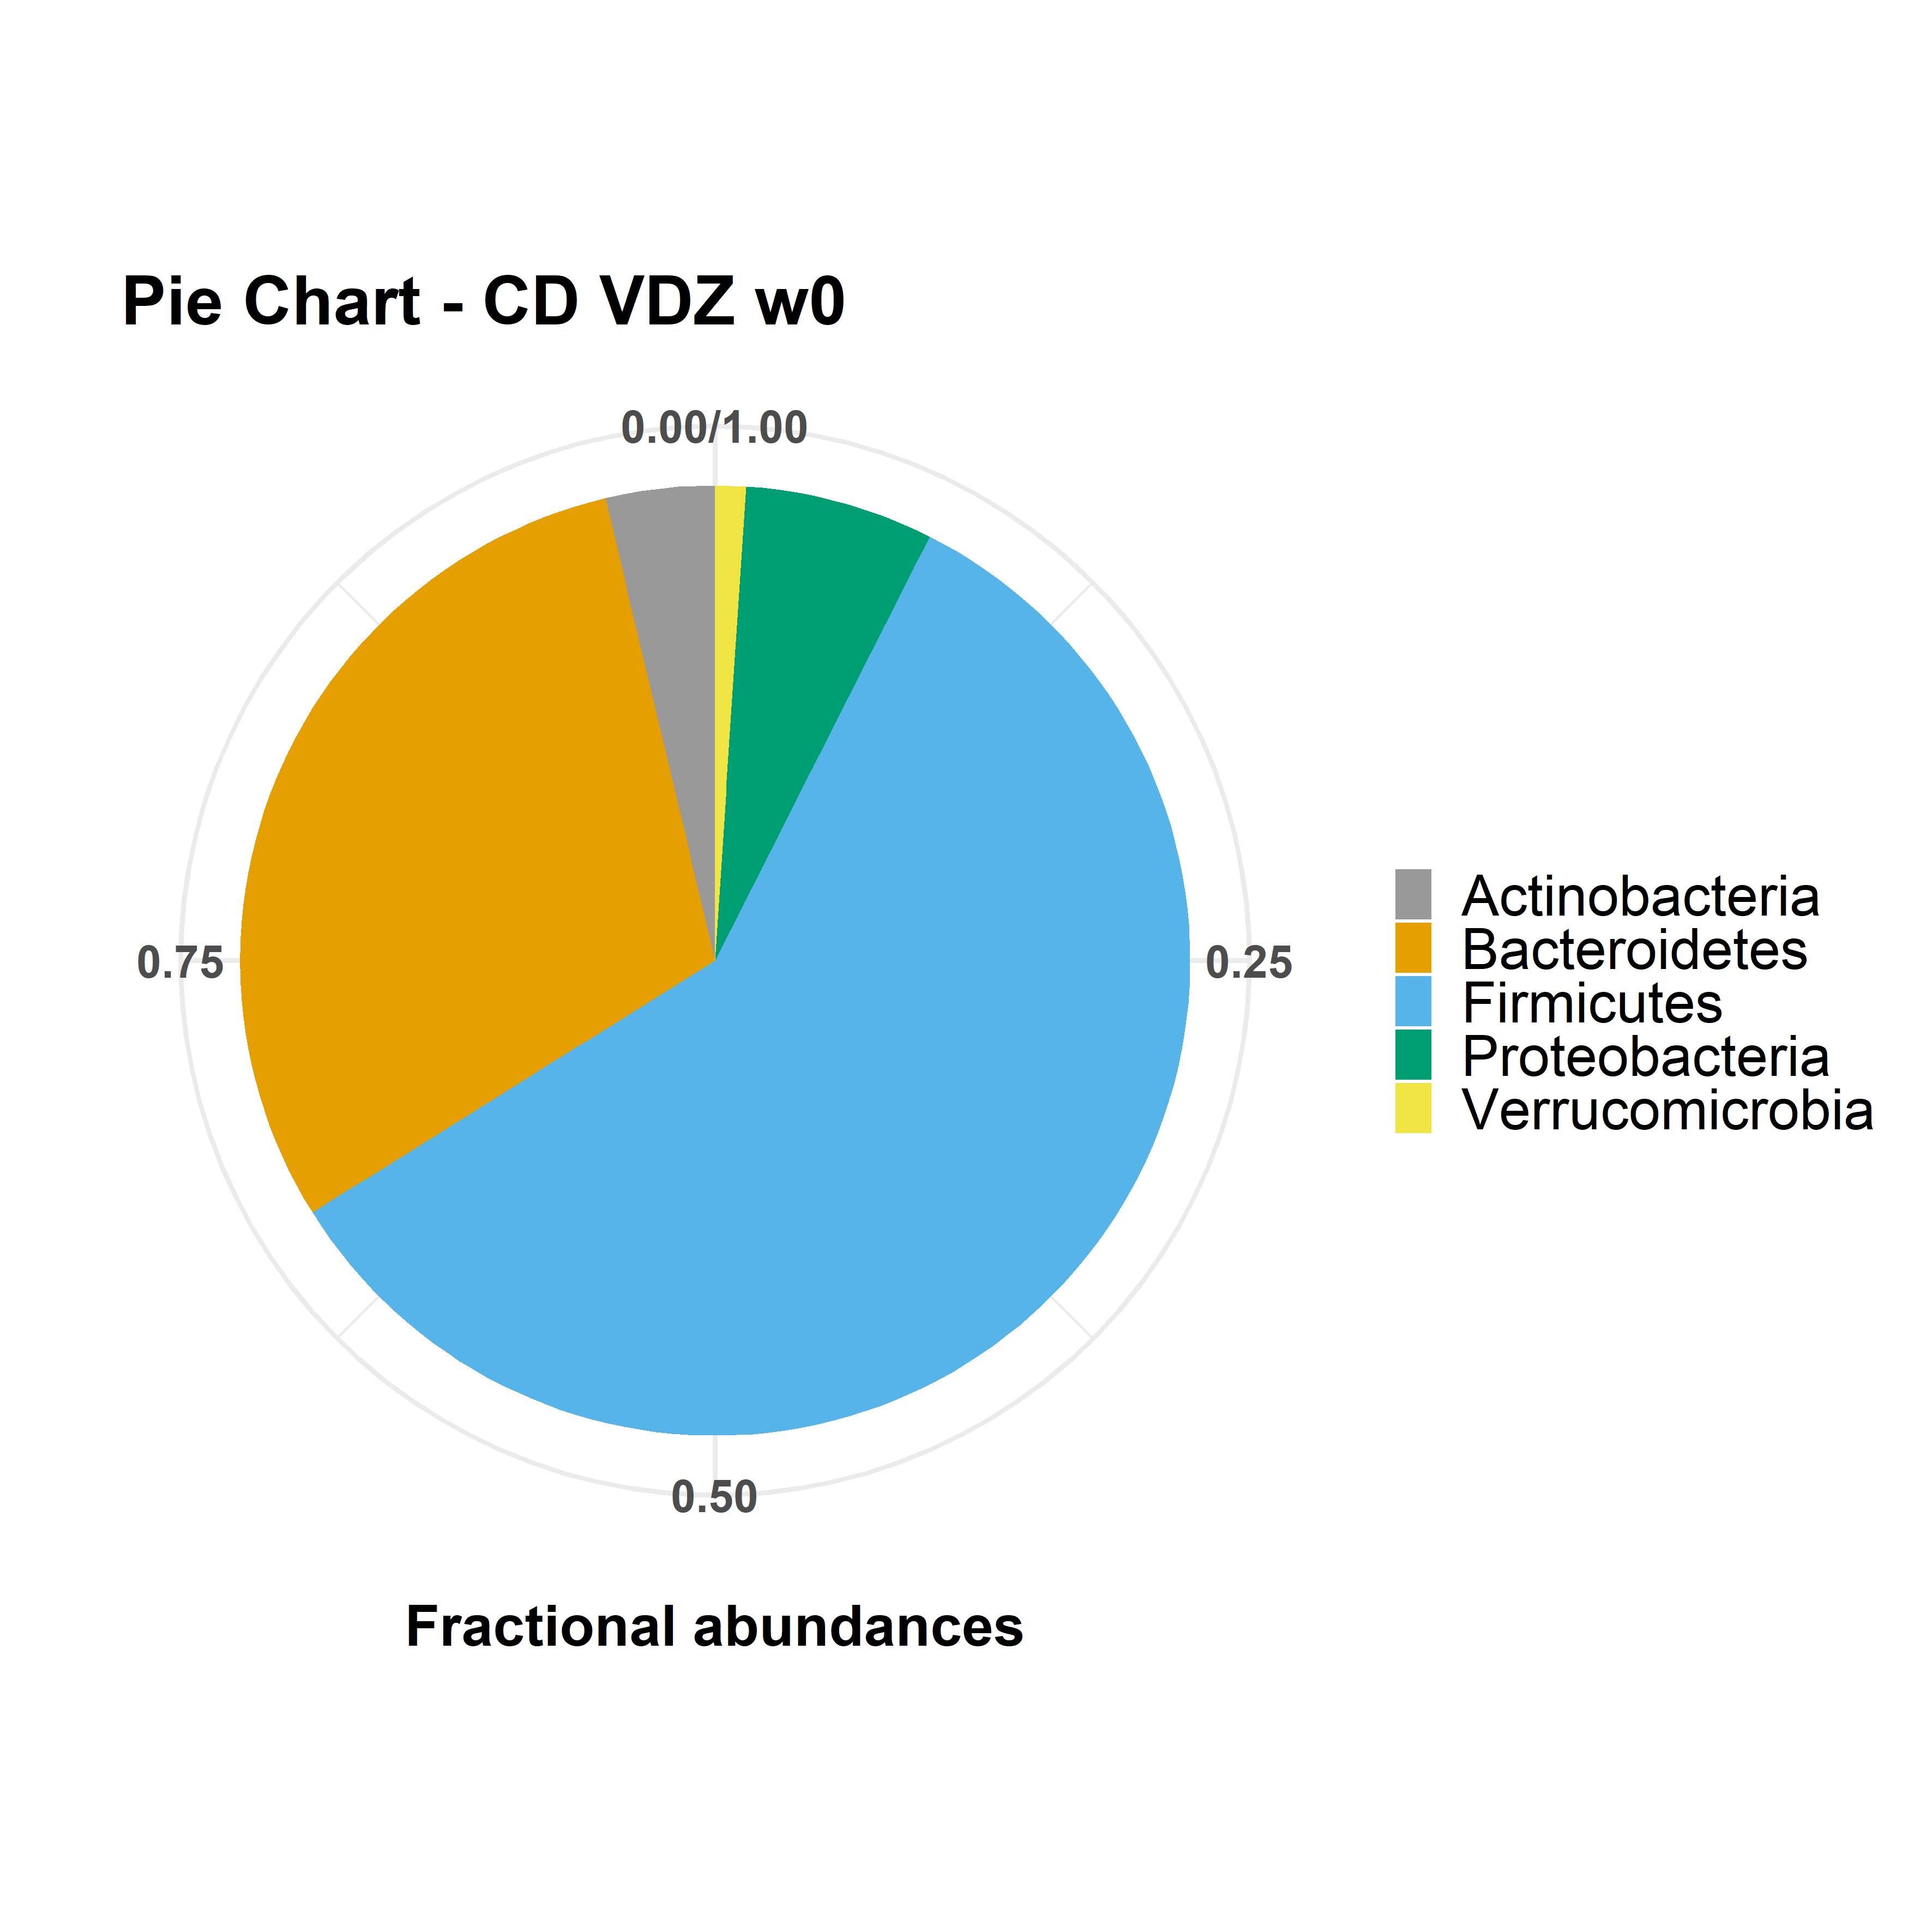 Pie Chart - CD VDZ w0
0.00/1.00
0.75
0.25
0.50
Actinobacteria
Bacteroidetes
Firmicutes
Proteobacteria
Verrucomicrobia
Fractional abundances